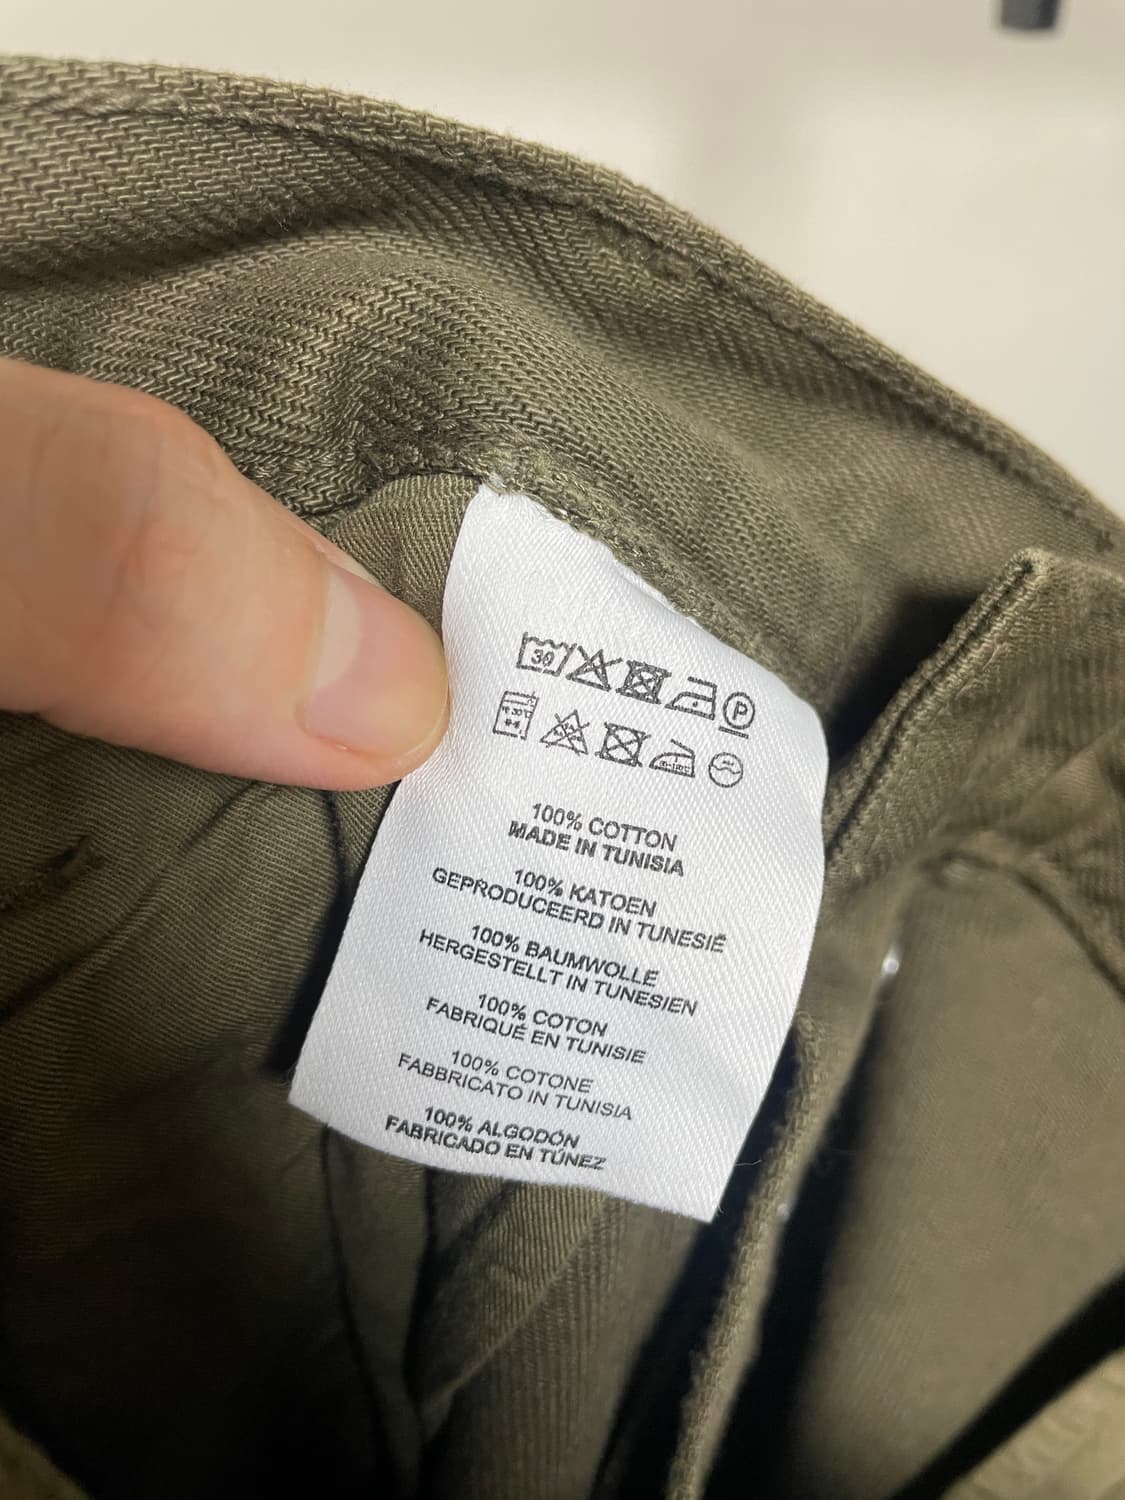 30
P
100% COTTON
MADE IN TUNISIA
100% KATOEN
GEPRODUCEERD IN TUNESIË
100% BAUMWOLLE
HERGESTELLT IN TUNESIEN
100% COTON
FABRIQUÉ EN TUNISIE
100% COTONE
FABBRICATO IN TUNISIA
100% ALGODÓN
FABRICADO EN TÚNEZ